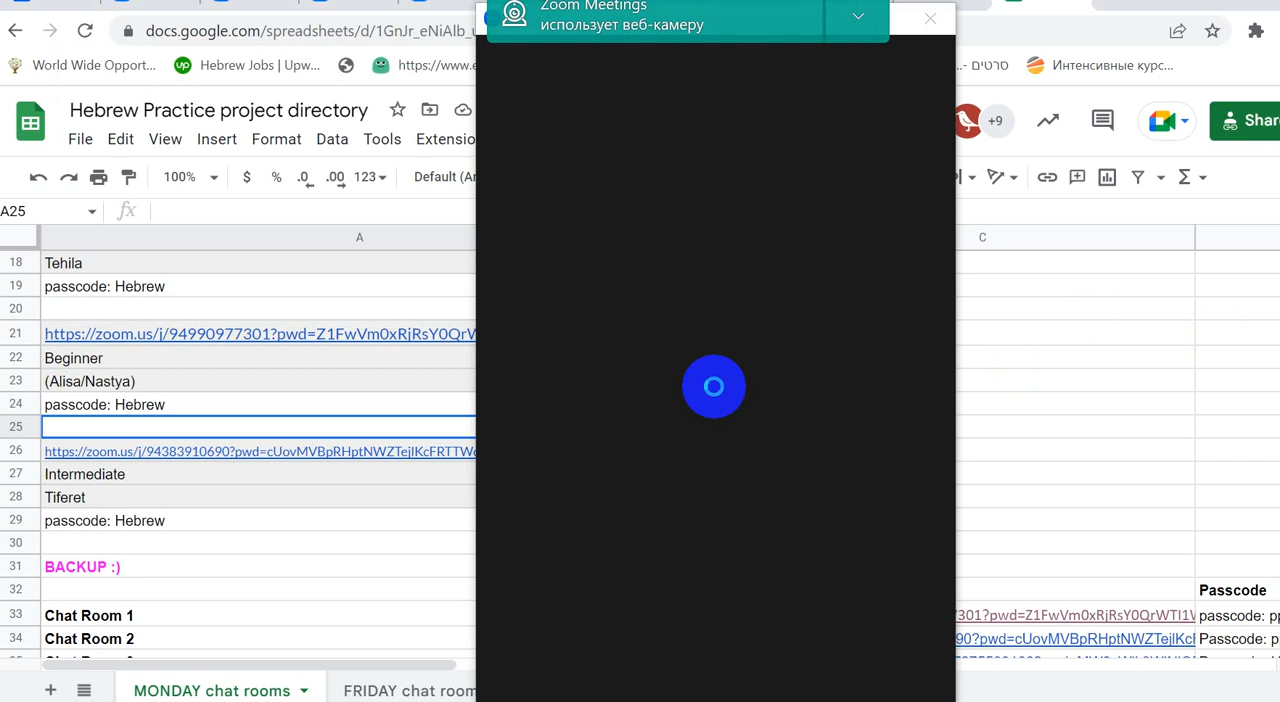 Zoom Meetings
использует веб-камеру
docs.google.com/spreadsheets/d/1GnJr_eNiAlb_
World Wide Opport...
Hebrew Jobs | Upw...
https://www.e
סרטים -...
Интенсивные курс...
Hebrew Practice project directory
+9
Share
File Edit View Insert Format Data Tools Extensio
100% $ % .0 .00 123 Default (Ar
A25
A C
18 Tehila
19 passcode: Hebrew
20
21 https://zoom.us/j/94990977301?pwd=Z1FwVm0xRjRsY0QrW
22 Beginner
23 (Alisa/Nastya)
24 passcode: Hebrew
25
26 https://zoom.us/j/94383910690?pwd=cUovMVBpRHptNWZTejlKcFRTTW
27 Intermediate
28 Tiferet
29 passcode: Hebrew
30
31 BACKUP :)
32 Passcode
33 Chat Room 1 301?pwd=Z1FwVm0xRjRsY0QrWTI1W passcode: p
34 Chat Room 2 90?pwd=cUovMVBpRHptNWZTejlKcF Passcode: p
MONDAY chat rooms FRIDAY chat room